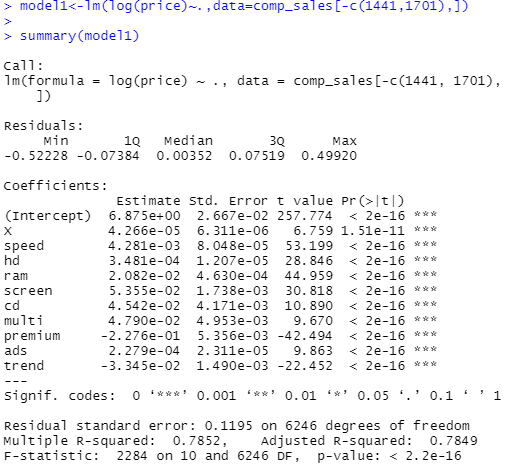 > model1<-lm(log(price)~.,data=comp_sales[-c(1441,1701),])
>
> summary(model1)
Call:
lm(formula = log(price) ~ ., data = comp_sales[-c(1441, 1701),
    ])
Residuals:
     Min       1Q   Median       3Q      Max
-0.52228 -0.07384  0.00352  0.07519  0.49920
Coefficients:
              Estimate Std. Error t value Pr(>|t|)
(Intercept)  6.875e+00  2.667e-02 257.774  < 2e-16 ***
X            4.266e-05  6.311e-06   6.759 1.51e-11 ***
speed        4.281e-03  8.048e-05  53.199  < 2e-16 ***
hd           3.481e-04  1.207e-05  28.846  < 2e-16 ***
ram          2.082e-02  4.630e-04  44.959  < 2e-16 ***
screen       5.355e-02  1.738e-03  30.818  < 2e-16 ***
cd           4.542e-02  4.171e-03  10.890  < 2e-16 ***
multi        4.790e-02  4.953e-03   9.670  < 2e-16 ***
premium     -2.276e-01  5.356e-03 -42.494  < 2e-16 ***
ads          2.279e-04  2.311e-05   9.863  < 2e-16 ***
trend       -3.345e-02  1.490e-03 -22.452  < 2e-16 ***
---
Signif. codes:  0 ‘***’ 0.001 ‘**’ 0.01 ‘*’ 0.05 ‘.’ 0.1 ‘ ’ 1
Residual standard error: 0.1195 on 6246 degrees of freedom
Multiple R-squared:  0.7852,    Adjusted R-squared:  0.7849
F-statistic:  2284 on 10 and 6246 DF,  p-value: < 2.2e-16